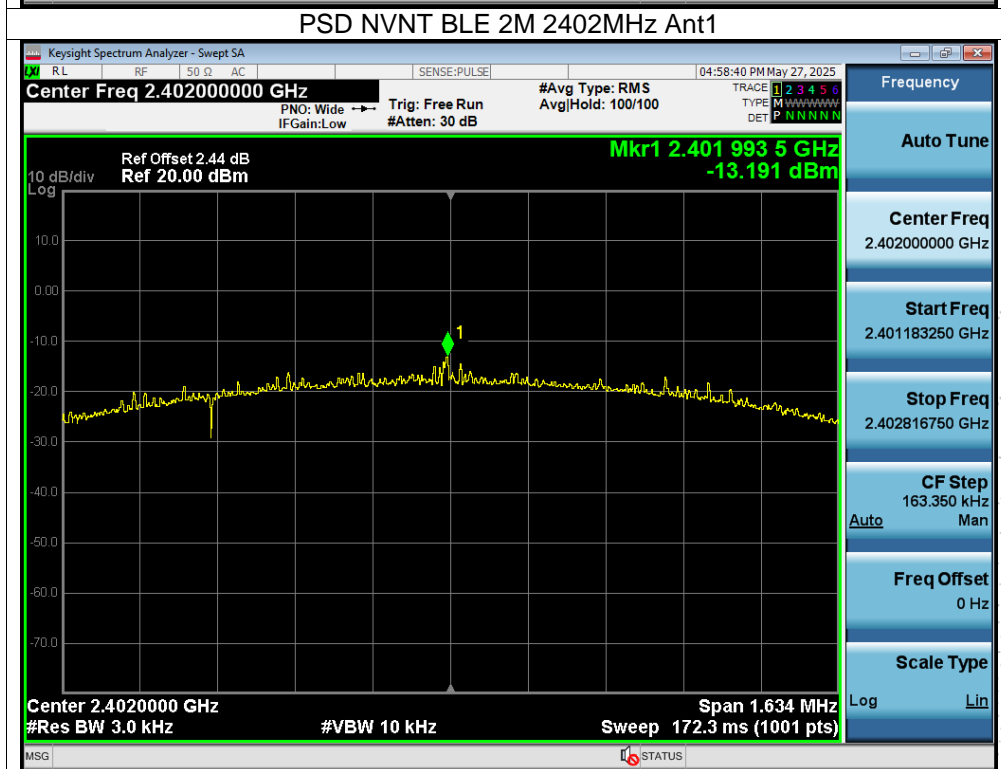 PSD NVNT BLE 2M 2402MHz Ant1
Keysight Spectrum Analyzer - Swept SA
LXI RL RF 50 Ω AC SENSE:PULSE 04:58:40 PM May 27, 2025
Center Freq 2.402000000 GHz
PNO: Wide
IFGain:Low
Trig: Free Run
#Atten: 30 dB
#Avg Type: RMS
Avg|Hold: 100/100
TRACE 1 2 3 4 5 6
TYPE M WWWWW
DET P N N N N N
Ref Offset 2.44 dB
Ref 20.00 dBm
10 dB/div
Log
Mkr1 2.401 993 5 GHz
-13.191 dBm
10.0
0.00
-10.0
-20.0
-30.0
-40.0
-50.0
-60.0
-70.0
1
Center 2.4020000 GHz
Span 1.634 MHz
#Res BW 3.0 kHz
#VBW 10 kHz
Sweep 172.3 ms (1001 pts)
MSG
STATUS
Frequency
Auto Tune
Center Freq
2.402000000 GHz
Start Freq
2.401183250 GHz
Stop Freq
2.402816750 GHz
CF Step
163.350 kHz
Auto Man
Freq Offset
0 Hz
Scale Type
Log Lin